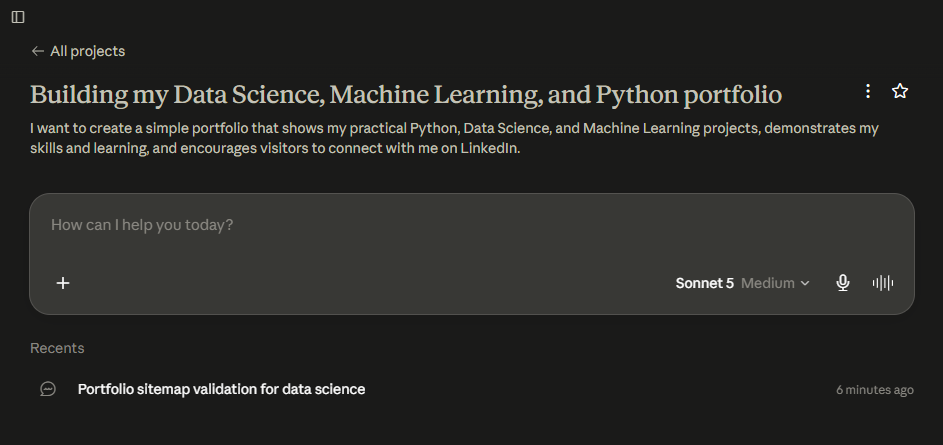 All projects
Building my Data Science, Machine Learning, and Python portfolio
I want to create a simple portfolio that shows my practical Python, Data Science, and Machine Learning projects, demonstrates my
skills and learning, and encourages visitors to connect with me on LinkedIn.
How can I help you today?
Sonnet 5 Medium
Recents
Portfolio sitemap validation for data science
6 minutes ago